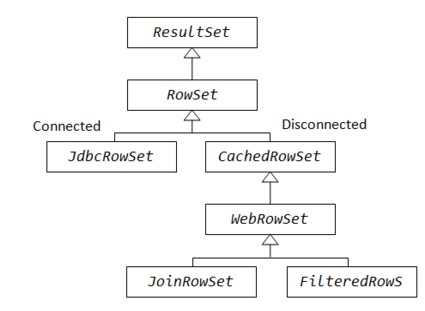 ResultSet
RowSet
Connected
Disconnected
JdbcRowSet
CachedRowSet
WebRowSet
JoinRowSet
FilteredRowS